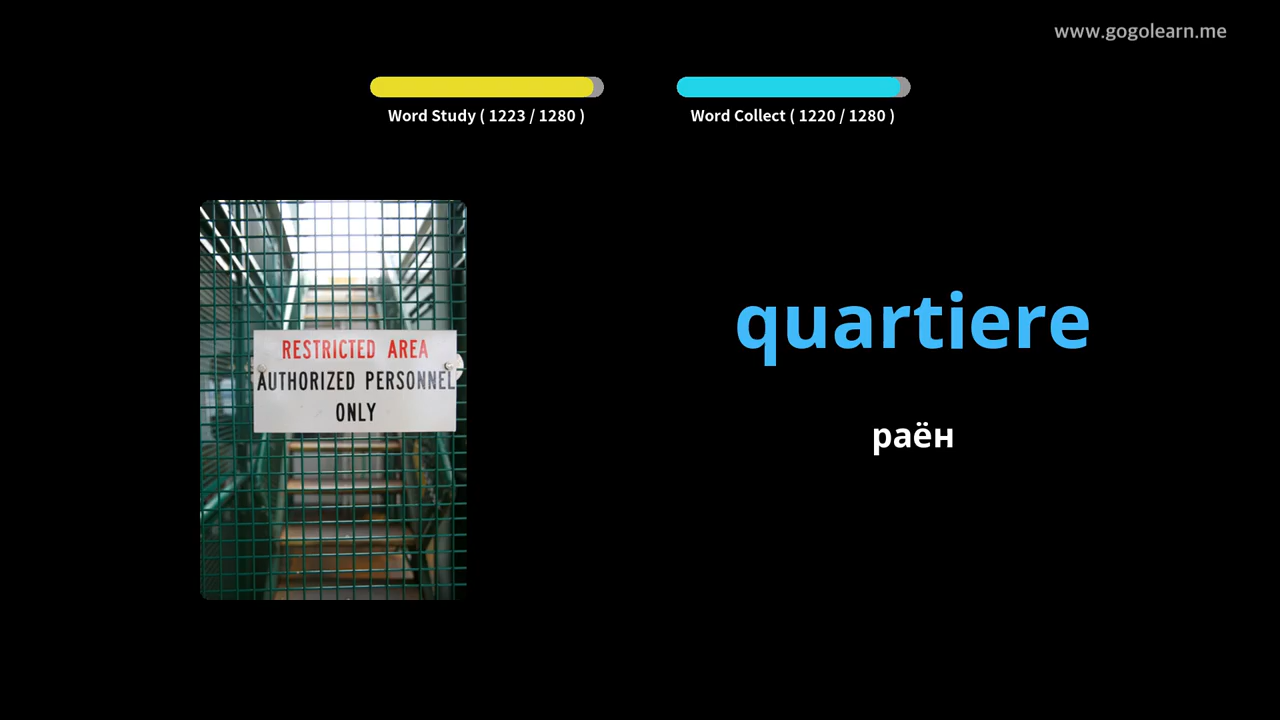 www.gogolearn.me
Word Study ( 1223 / 1280 )
Word Collect ( 1220 / 1280 )
RESTRICTED AREA
AUTHORIZED PERSONNEL
ONLY
quartiere
раён